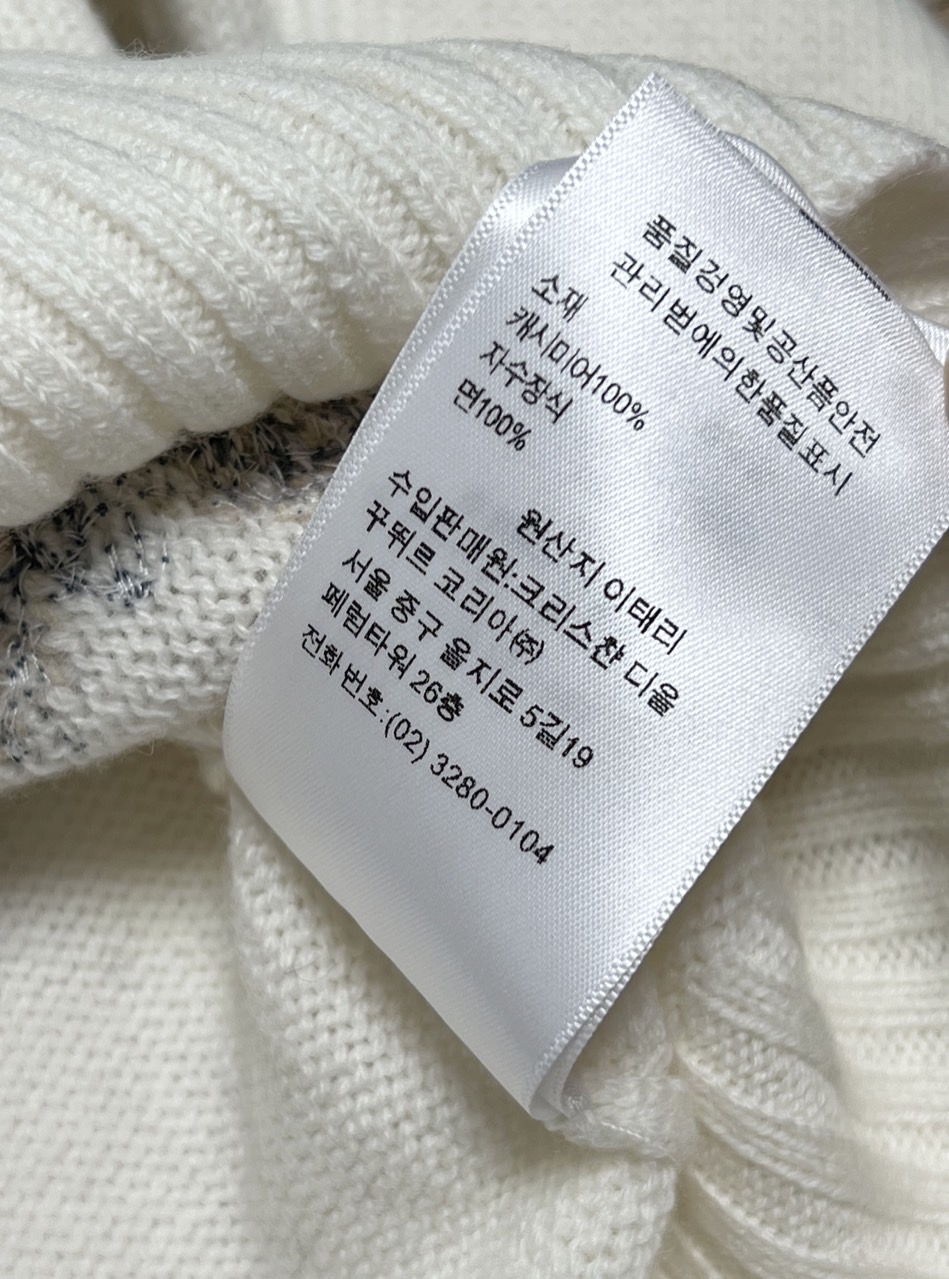 품질경영및공산품안전
관리법에의한품질표시
소재
캐시미어100%
자수장식
면100%
원산지 이태리
수입판매원:크리스챤 디올
꾸뛰르 코리아㈜
서울 중구 을지로 5길19
페럼타워 26층
전화번호:(02) 3280-0104